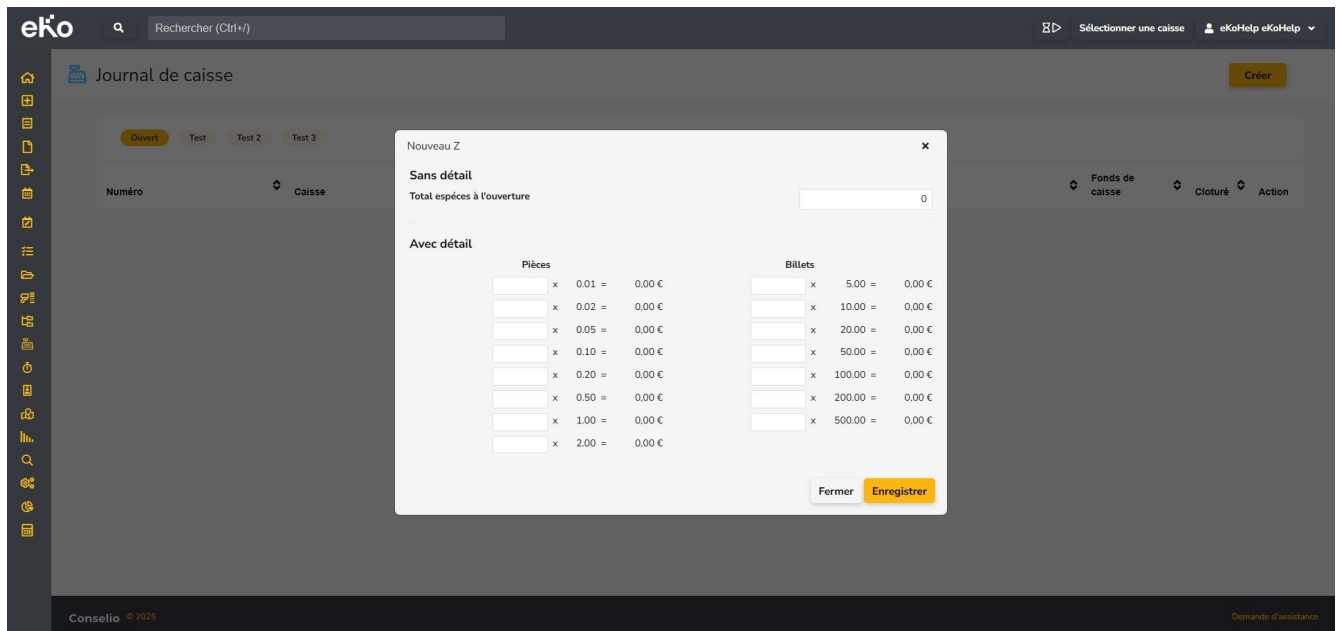 eKo
Rechercher (Ctrl+/)
Sélectionner une caisse
eKoHelp eKoHelp
Journal de caisse
Créer
Ouvert Test Test 2 Test 3
Numéro Caisse Fonds de caisse Cloturé Action
Nouveau Z
Sans détail
Total espéces à l'ouverture 0
Avec détail
Pièces Billets
x 0.01 = 0,00 € x 5.00 = 0,00 €
x 0.02 = 0,00 € x 10.00 = 0,00 €
x 0.05 = 0,00 € x 20.00 = 0,00 €
x 0.10 = 0,00 € x 50.00 = 0,00 €
x 0.20 = 0,00 € x 100.00 = 0,00 €
x 0.50 = 0,00 € x 200.00 = 0,00 €
x 1.00 = 0,00 € x 500.00 = 0,00 €
x 2.00 = 0,00 €
Fermer Enregistrer
Conselio © 2025
Demande d'assistance